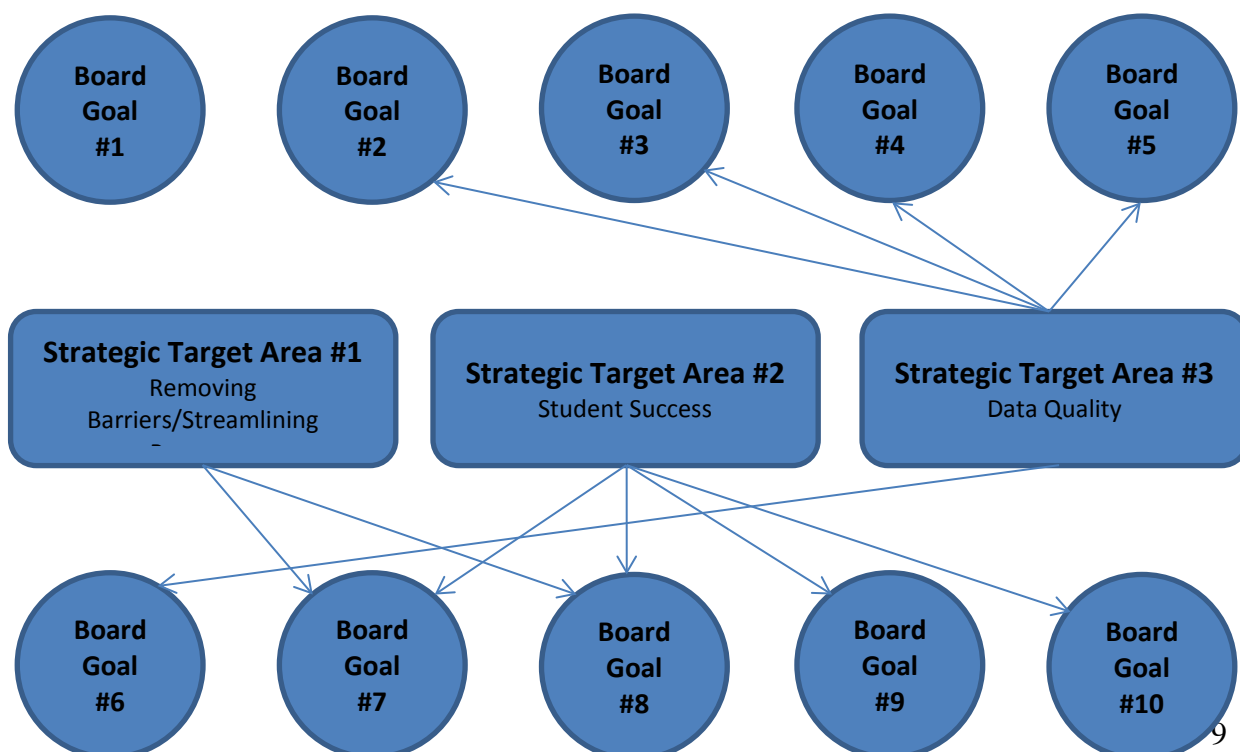 Board
Goal
#1
Board
Goal
#2
Board
Goal
#3
Board
Goal
#4
Board
Goal
#5
Strategic Target Area #1
Removing
Barriers/Streamlining
Strategic Target Area #2
Student Success
Strategic Target Area #3
Data Quality
Board
Goal
#6
Board
Goal
#7
Board
Goal
#8
Board
Goal
#9
Board
Goal
#10
9